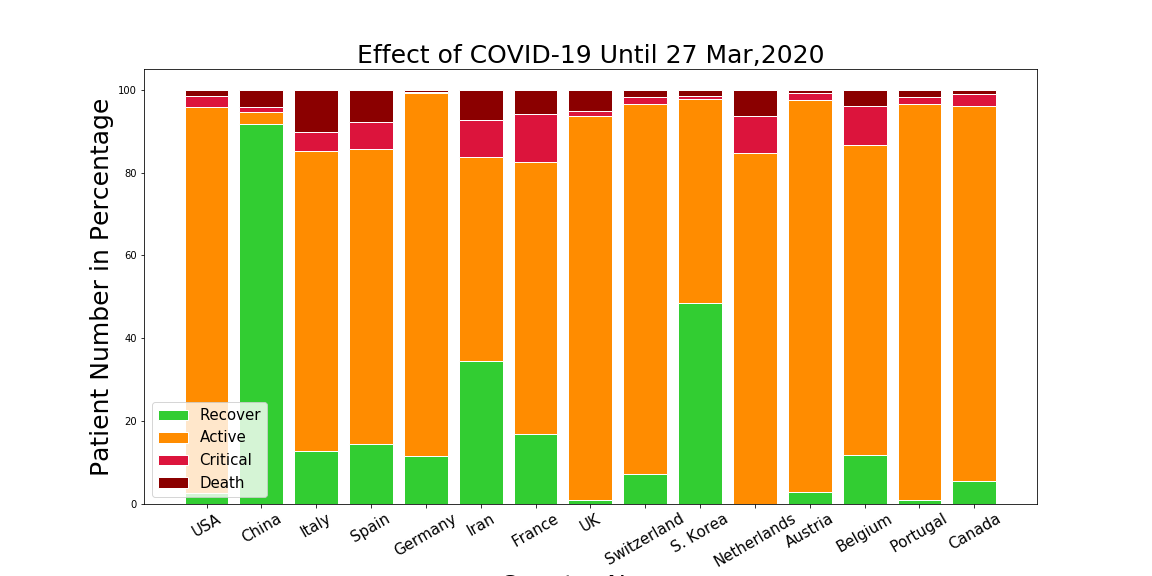 Effect of COVID-19 Until 27 Mar,2020
Patient Number in Percentage
100
80
60
40
20
0
Recover
Active
Critical
Death
USA
China
Italy
Spain
Germany
Iran
France
UK
Switzerland
S. Korea
Netherlands
Austria
Belgium
Portugal
Canada